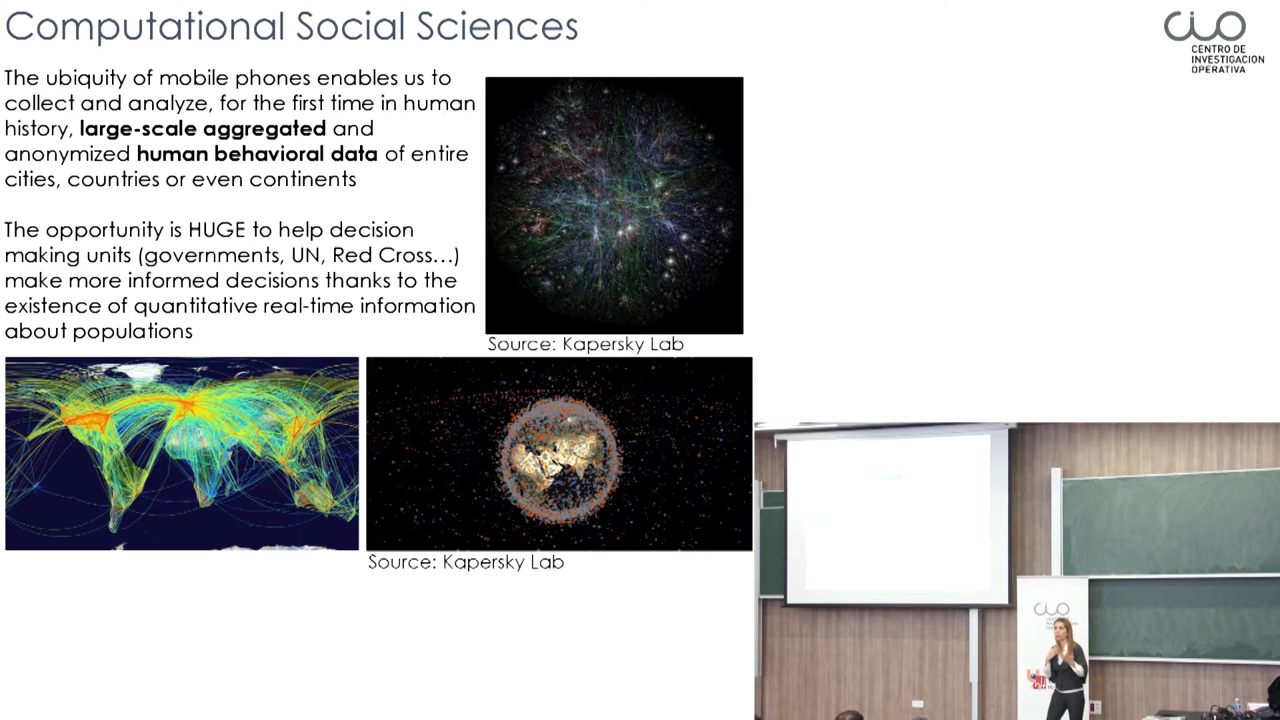 Computational Social Sciences
CIO
CENTRO DE
INVESTIGACION
OPERATIVA
The ubiquity of mobile phones enables us to
collect and analyze, for the first time in human
history, large-scale aggregated and
anonymized human behavioral data of entire
cities, countries or even continents
The opportunity is HUGE to help decision
making units (governments, UN, Red Cross...)
make more informed decisions thanks to the
existence of quantitative real-time information
about populations
Source: Kapersky Lab
Source: Kapersky Lab
CIO